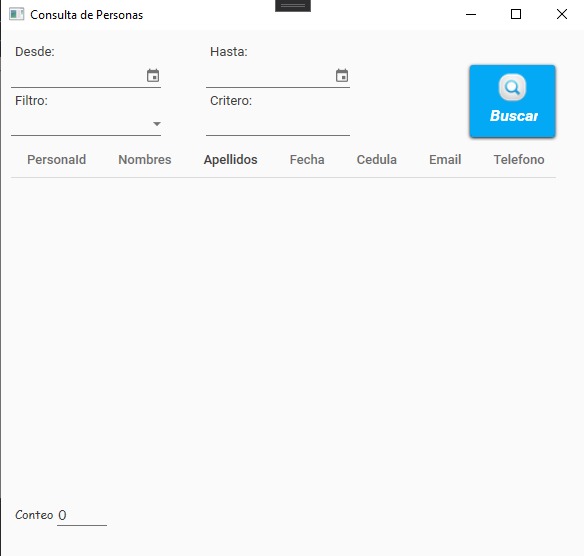 Consulta de Personas
Desde: Hasta:
Filtro: Critero:
Buscar
PersonaId Nombres Apellidos Fecha Cedula Email Telefono
Conteo 0